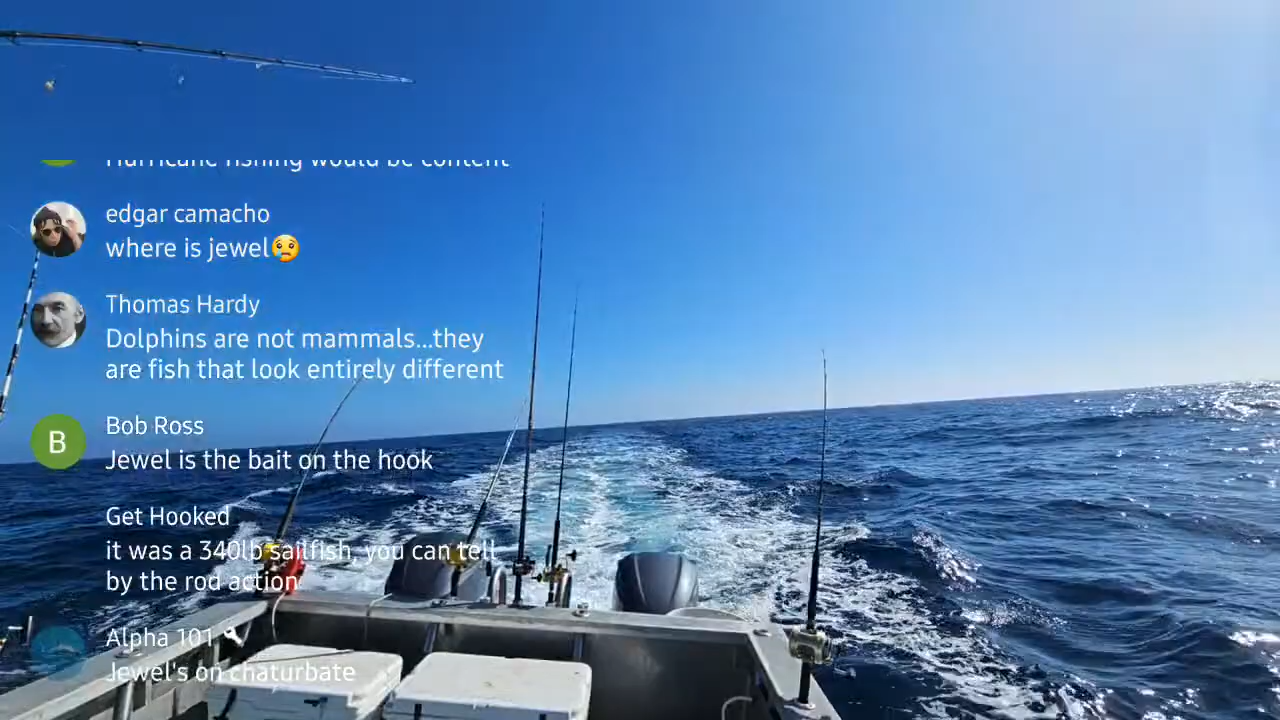 Hurricane fishing would be content
edgar camacho
where is jewel😢
Thomas Hardy
Dolphins are not mammals...they
are fish that look entirely different
B
Bob Ross
Jewel is the bait on the hook
Get Hooked
it was a 340lb sailfish, you can tell
by the rod action
Alpha 101🔧
Jewel's on chaturbate